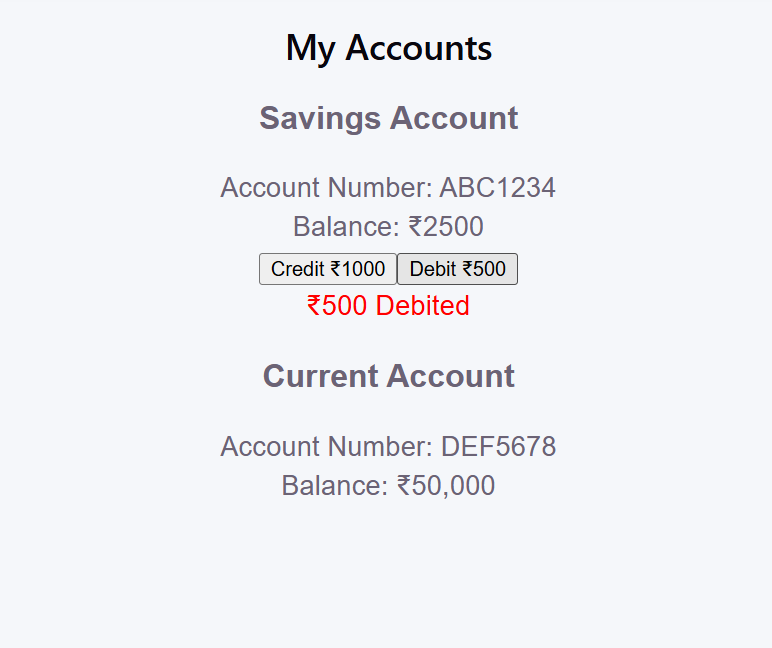 My Accounts
Savings Account
Account Number: ABC1234
Balance: ₹2500
Credit ₹1000 Debit ₹500
₹500 Debited
Current Account
Account Number: DEF5678
Balance: ₹50,000